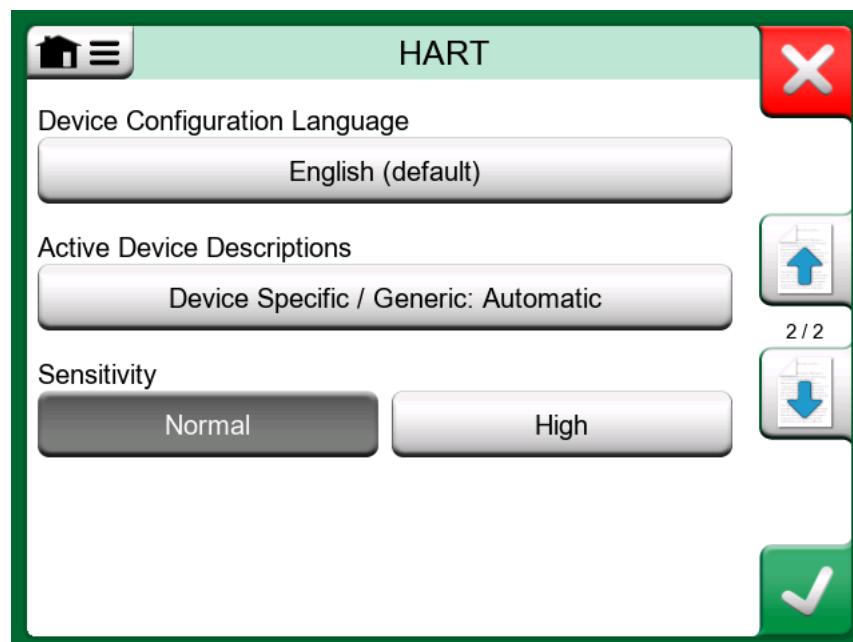 HART
Device Configuration Language
English (default)
Active Device Descriptions
Device Specific / Generic: Automatic
2 / 2
Sensitivity
Normal
High